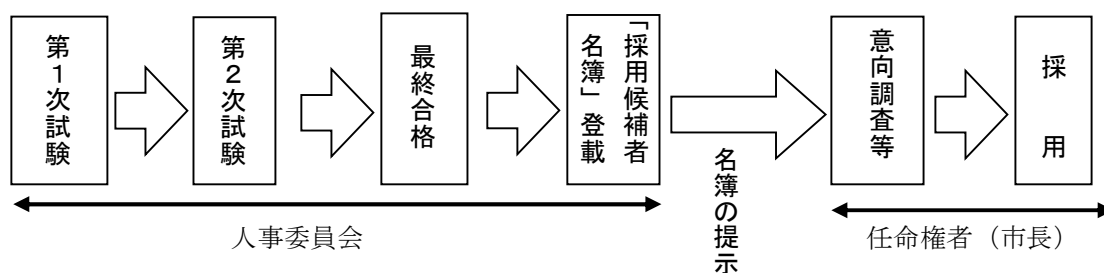 第１次試験
第２次試験
最終合格
「採用候補者
名簿」登載
名簿の提示
意向調査等
採用
人事委員会
任命権者（市長）